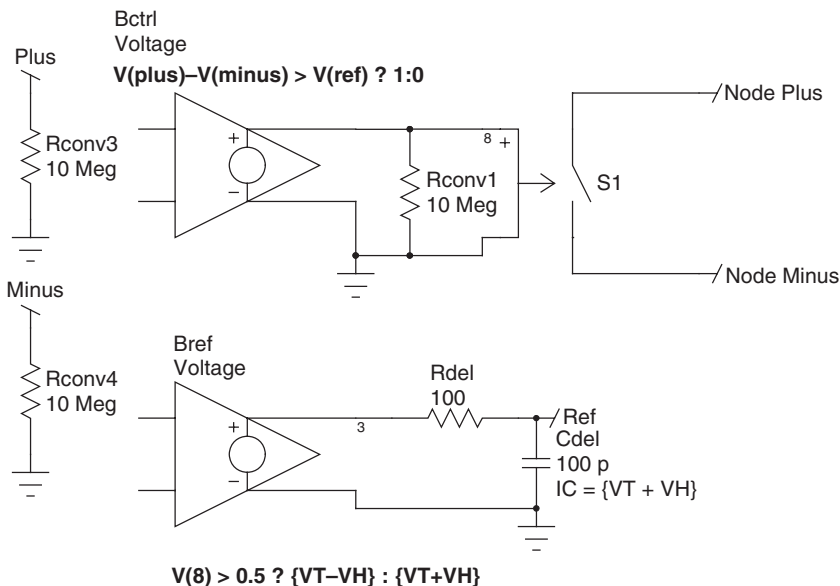 Bctrl
Voltage
V(plus)–V(minus) > V(ref) ? 1:0
Plus
Rconv3
10 Meg
+
–
8
+
Rconv1
10 Meg
S1
Node Plus
Node Minus
Minus
Rconv4
10 Meg
Bref
Voltage
+
–
3
Rdel
100
Ref
Cdel
100 p
IC = {VT + VH}
V(8) > 0.5 ? {VT–VH} : {VT+VH}